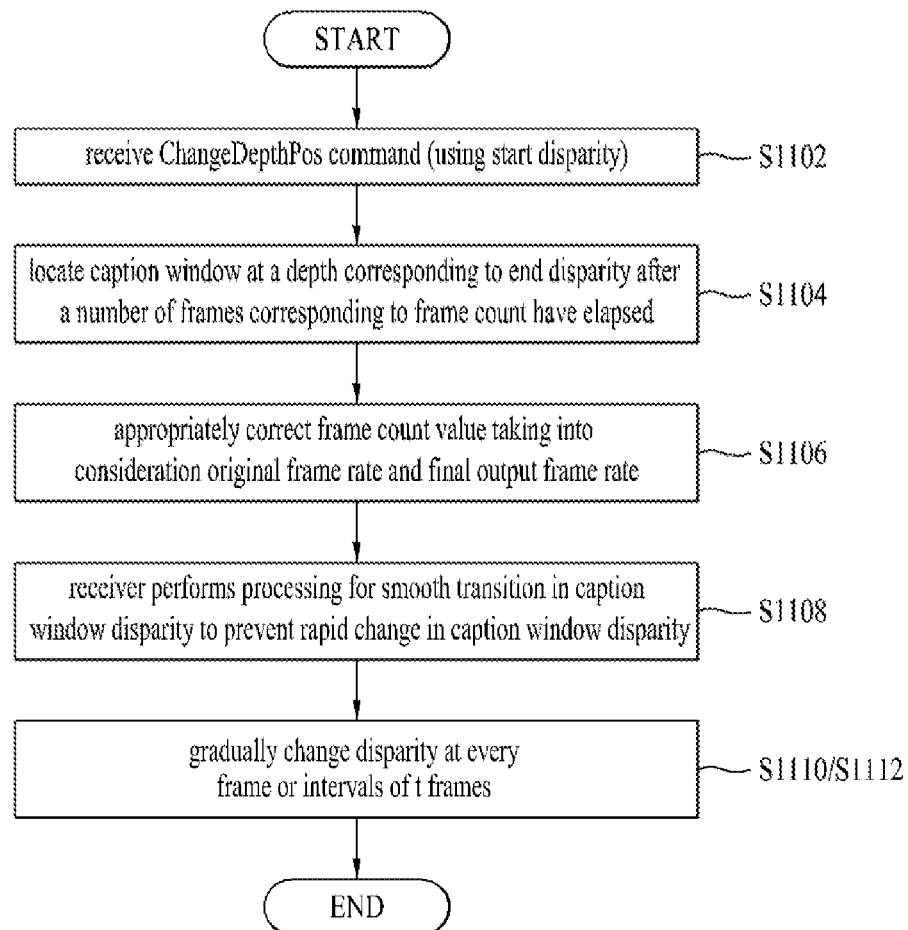 START
receive ChangeDepthPos command (using start disparity)
S1102
locate caption window at a depth corresponding to end disparity after
a number of frames corresponding to frame count have elapsed
S1104
appropriately correct frame count value taking into
consideration original frame rate and final output frame rate
S1106
receiver performs processing for smooth transition in caption
window disparity to prevent rapid change in caption window disparity
S1108
gradually change disparity at every
frame or intervals of t frames
S1110/S1112
END